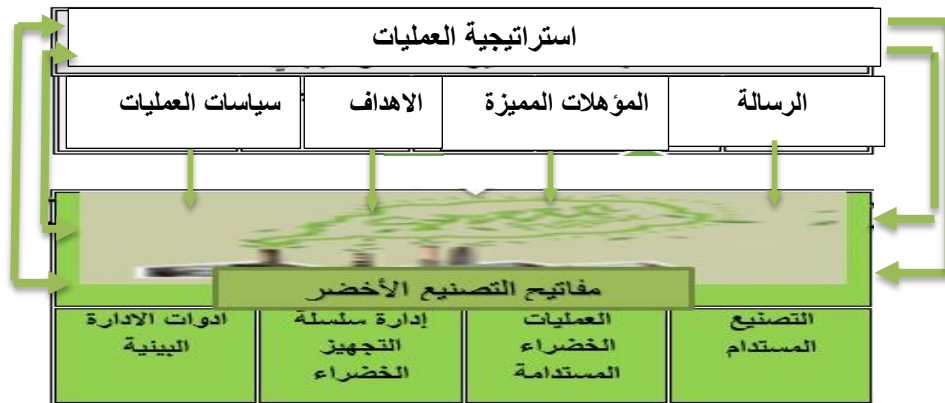 استراتيجية العمليات
الرسالة
المؤهلات المميزة
الاهداف
سياسات العمليات
مفاتيح التصنيع الأخضر
التصنيع
المستدام
العمليات
الخضراء
المستدامة
إدارة سلسلة
التجهيز
الخضراء
ادوات الادارة
البيئية